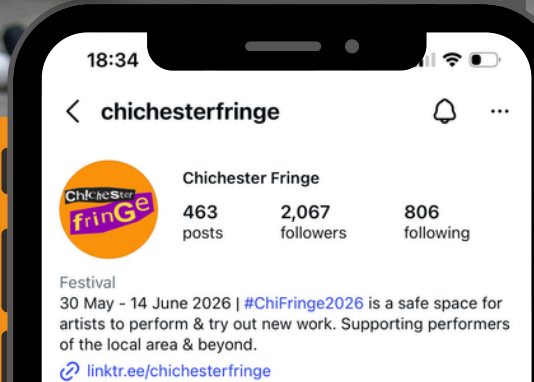 18:34
chichesterfringe
Chichester
frinGe
Chichester Fringe
463 2,067 806
posts followers following
Festival
30 May - 14 June 2026 | #ChiFringe2026 is a safe space for
artists to perform & try out new work. Supporting performers
of the local area & beyond.
linktr.ee/chichesterfringe